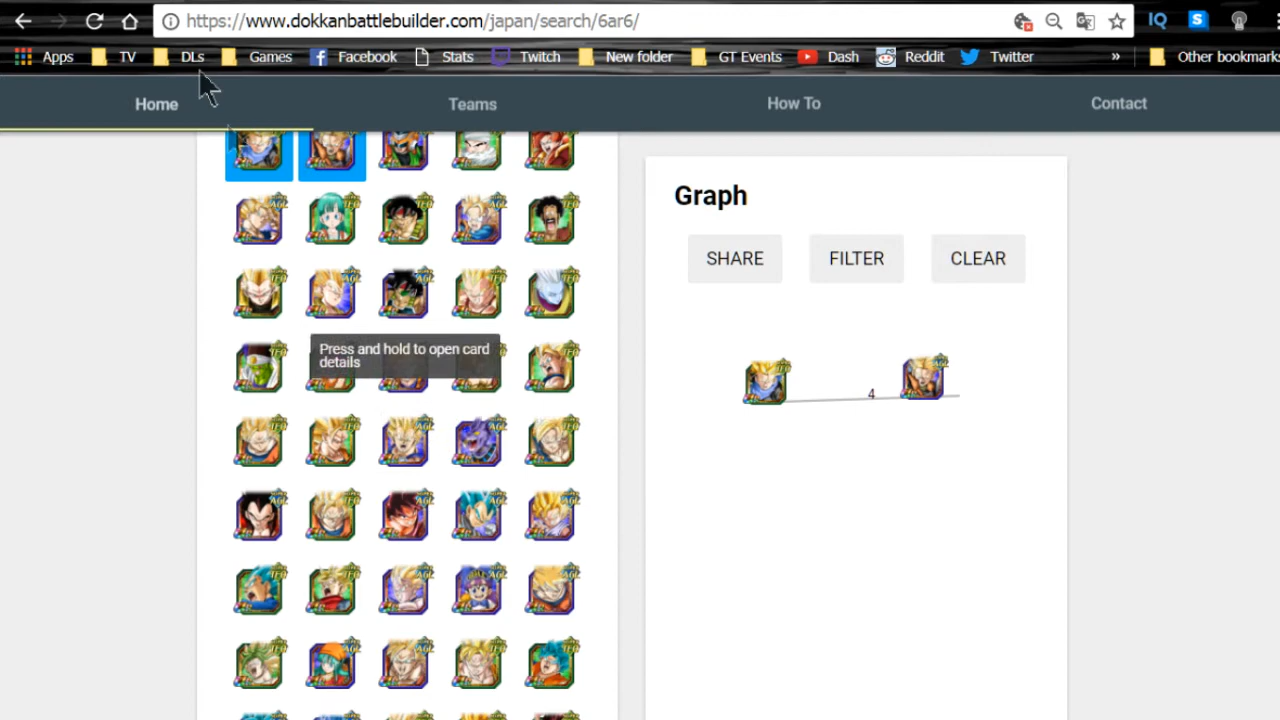 https://www.dokkanbattlebuilder.com/japan/search/6ar6/
IQ
Apps TV DLs Games Facebook Stats Twitch New folder GT Events Dash Reddit Twitter » Other bookmarks
Home Teams How To Contact
Graph
SHARE FILTER CLEAR
Press and hold to open card
details
4